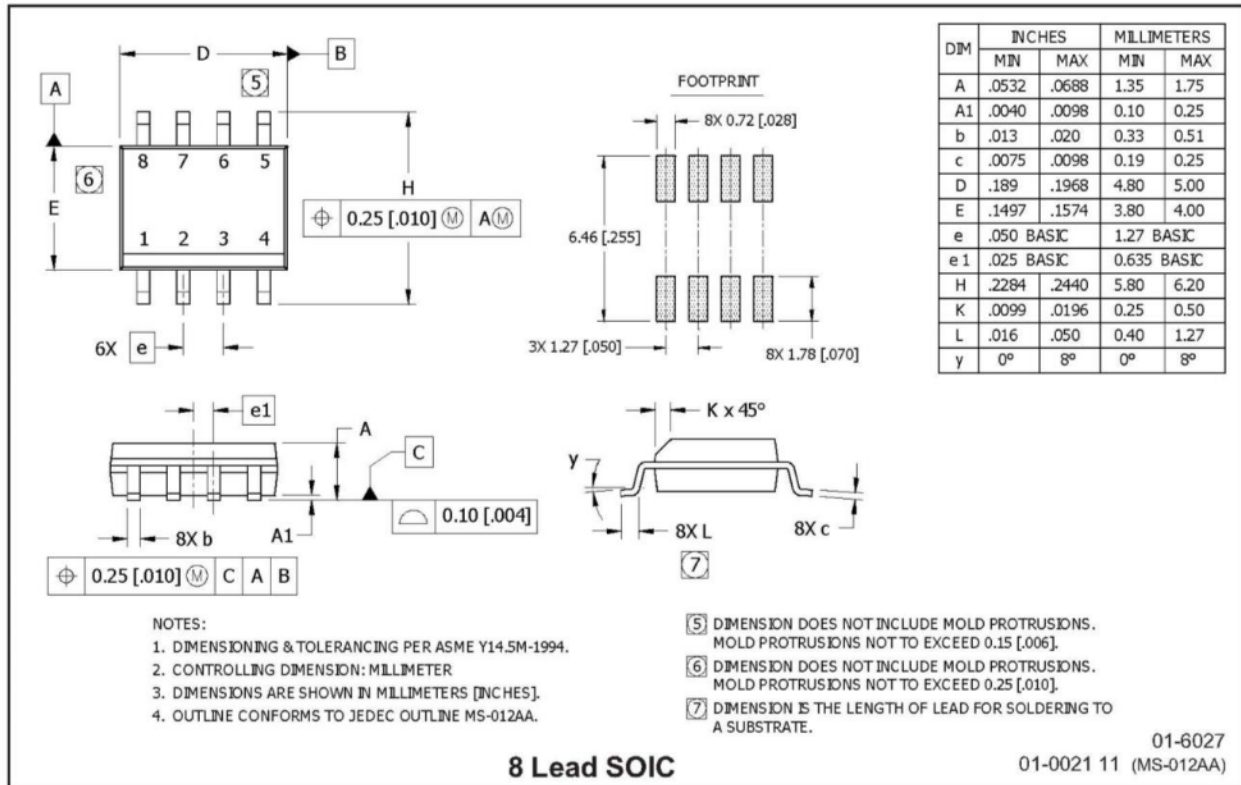 D
B
A
5
8 7 6 5
6
E
H
⌖ 0.25 [.010] Ⓜ A Ⓜ
1 2 3 4
6X e
FOOTPRINT
8X 0.72 [.028]
6.46 [.255]
3X 1.27 [.050]
8X 1.78 [.070]
DIM INCHES MILLIMETERS
MIN MAX MIN MAX
A .0532 .0688 1.35 1.75
A1 .0040 .0098 0.10 0.25
b .013 .020 0.33 0.51
c .0075 .0098 0.19 0.25
D .189 .1968 4.80 5.00
E .1497 .1574 3.80 4.00
e .050 BASIC 1.27 BASIC
e 1 .025 BASIC 0.635 BASIC
H .2284 .2440 5.80 6.20
K .0099 .0196 0.25 0.50
L .016 .050 0.40 1.27
y 0° 8° 0° 8°
e1
A
C
⌓ 0.10 [.004]
8X b
A1
⌖ 0.25 [.010] Ⓜ C A B
K x 45°
y
8X L
8X c
7
NOTES:
1. DIMENSIONING & TOLERANCING PER ASME Y14.5M-1994.
2. CONTROLLING DIMENSION: MILLIMETER
3. DIMENSIONS ARE SHOWN IN MILLIMETERS [INCHES].
4. OUTLINE CONFORMS TO JEDEC OUTLINE MS-012AA.
5 DIMENSION DOES NOT INCLUDE MOLD PROTRUSIONS.
MOLD PROTRUSIONS NOT TO EXCEED 0.15 [.006].
6 DIMENSION DOES NOT INCLUDE MOLD PROTRUSIONS.
MOLD PROTRUSIONS NOT TO EXCEED 0.25 [.010].
7 DIMENSION IS THE LENGTH OF LEAD FOR SOLDERING TO
A SUBSTRATE.
8 Lead SOIC
01-6027
01-0021 11 (MS-012AA)